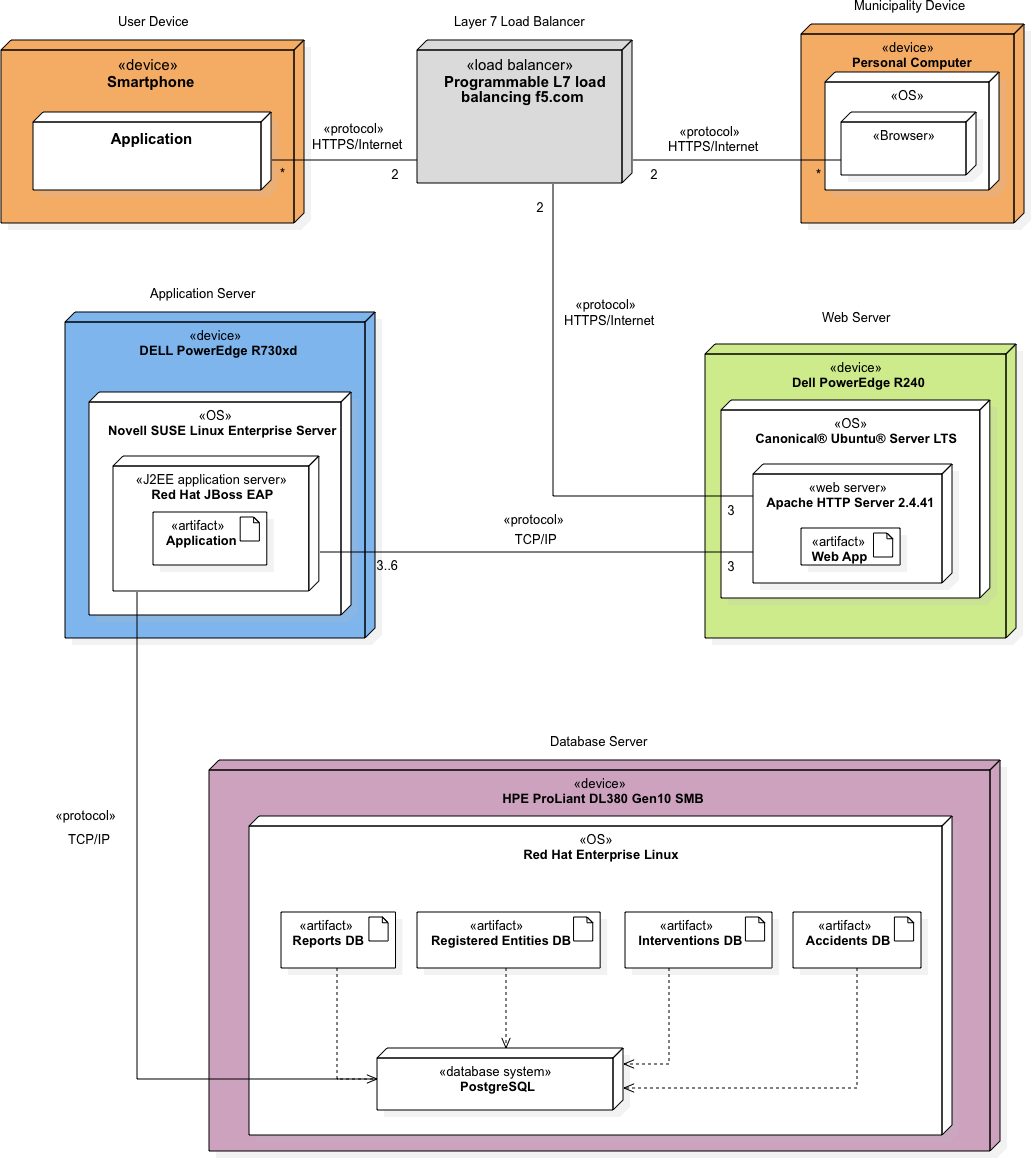 User Device
«device»
Smartphone
Application
«protocol»
HTTPS/Internet
*
2
Layer 7 Load Balancer
«load balancer»
Programmable L7 load
balancing f5.com
«protocol»
HTTPS/Internet
2
*
Municipality Device
«device»
Personal Computer
«OS»
«Browser»
2
«protocol»
HTTPS/Internet
Application Server
«device»
DELL PowerEdge R730xd
«OS»
Novell SUSE Linux Enterprise Server
«J2EE application server»
Red Hat JBoss EAP
«artifact»
Application
3..6
«protocol»
TCP/IP
Web Server
«device»
Dell PowerEdge R240
«OS»
Canonical® Ubuntu® Server LTS
«web server»
Apache HTTP Server 2.4.41
3
«artifact»
Web App
3
«protocol»
TCP/IP
Database Server
«device»
HPE ProLiant DL380 Gen10 SMB
«OS»
Red Hat Enterprise Linux
«artifact»
Reports DB
«artifact»
Registered Entities DB
«artifact»
Interventions DB
«artifact»
Accidents DB
«database system»
PostgreSQL